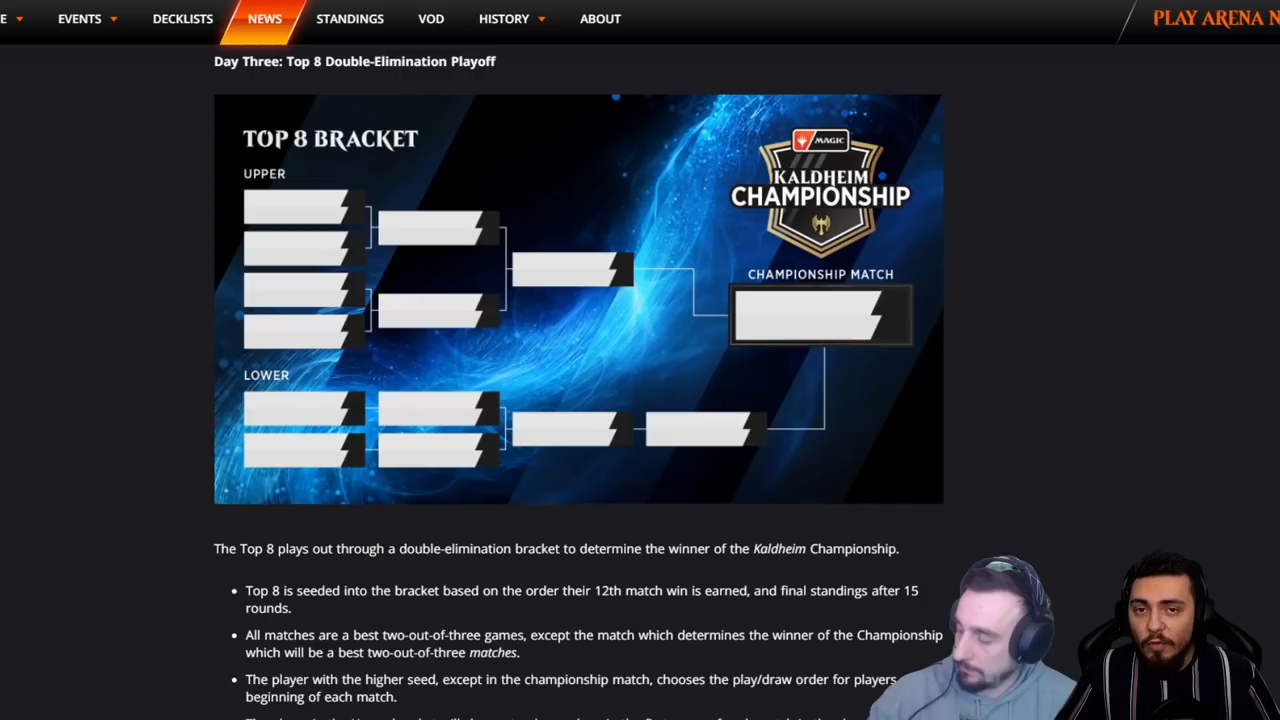 EVENTS
DECKLISTS
NEWS
STANDINGS
VOD
HISTORY
ABOUT
PLAY ARENA
Day Three: Top 8 Double-Elimination Playoff
TOP 8 BRACKET
UPPER
MAGIC
KALDHEIM
CHAMPIONSHIP
CHAMPIONSHIP MATCH
LOWER
The Top 8 plays out through a double-elimination bracket to determine the winner of the Kaldheim Championship.
Top 8 is seeded into the bracket based on the order their 12th match win is earned, and final standings after 15
rounds.
All matches are a best two-out-of-three games, except the match which determines the winner of the Championship
which will be a best two-out-of-three matches.
The player with the higher seed, except in the championship match, chooses the play/draw order for players
beginning of each match.